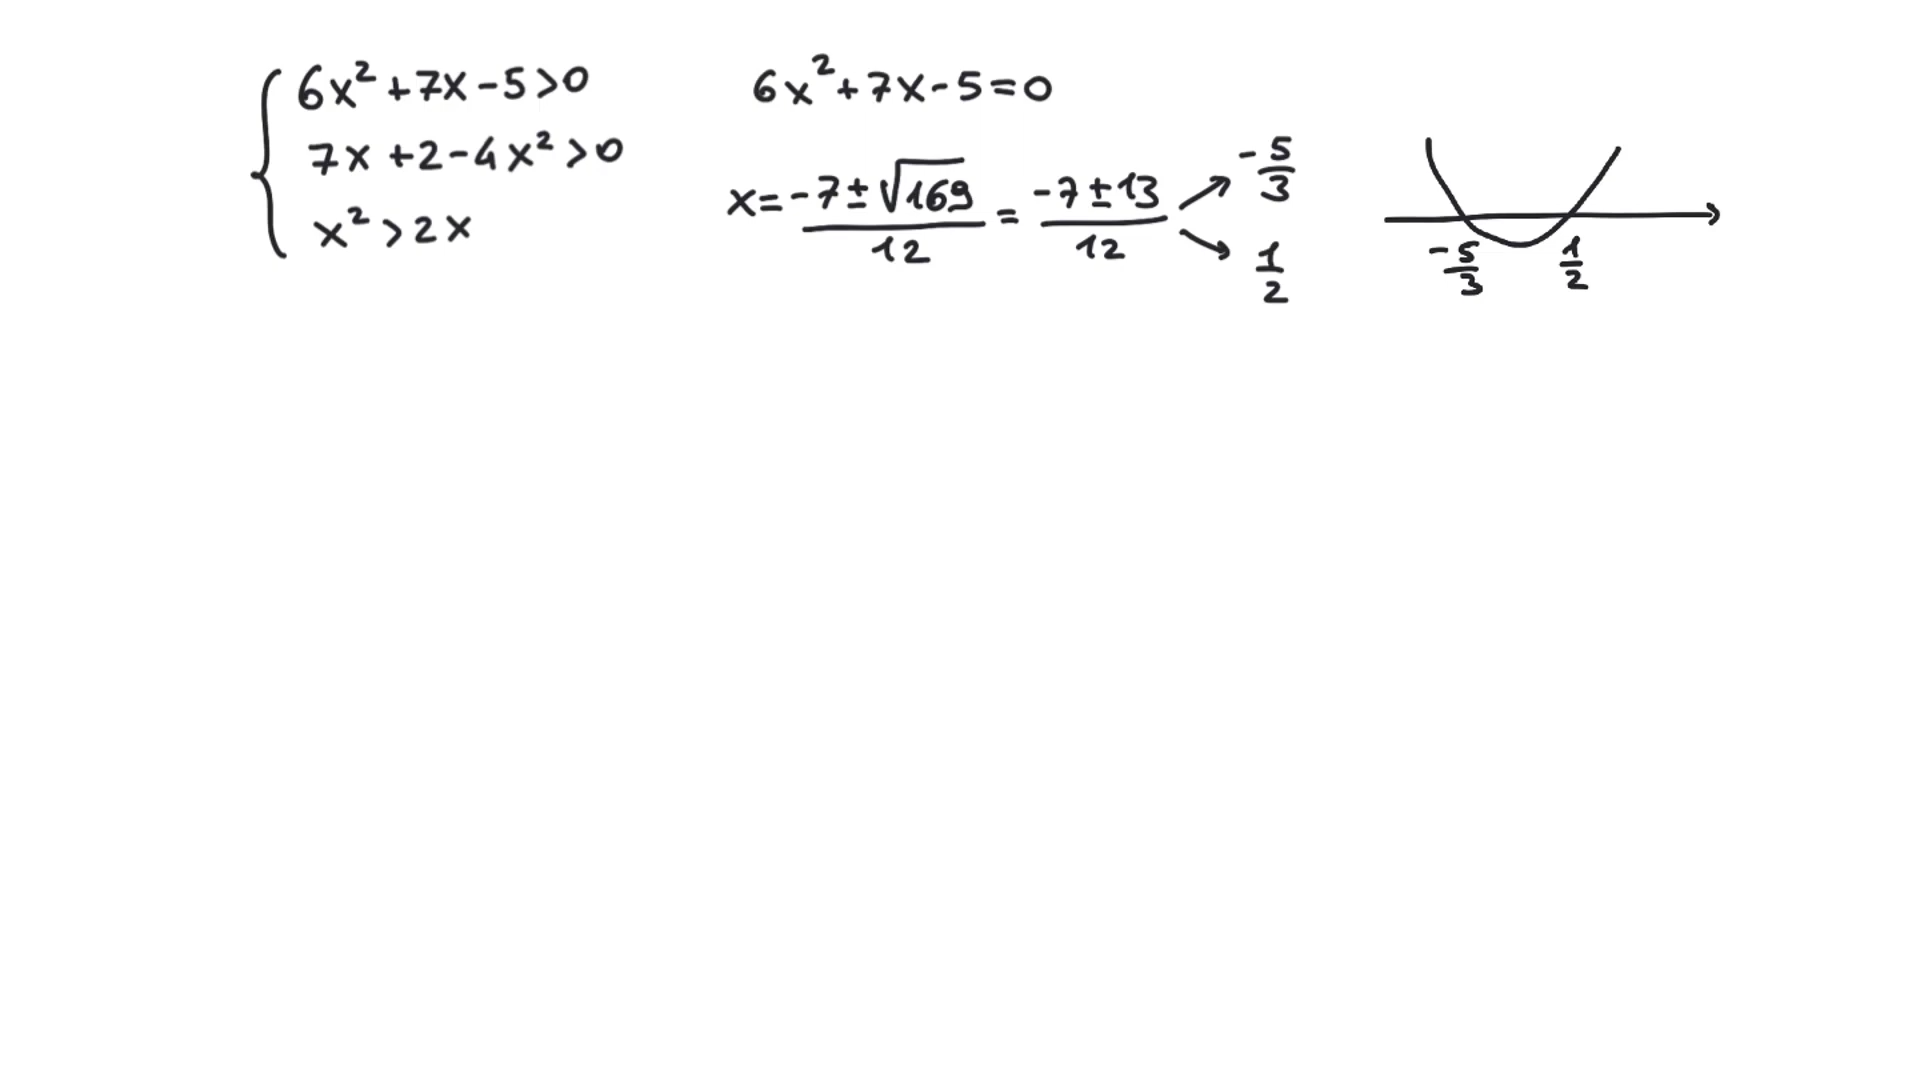 6x²+7x-5>0
7x+2-4x²>0
x²>2x
6x²+7x-5=0
x=(-7±√169)/12=(-7±13)/12
-5/3
1/2
-5/3 1/2